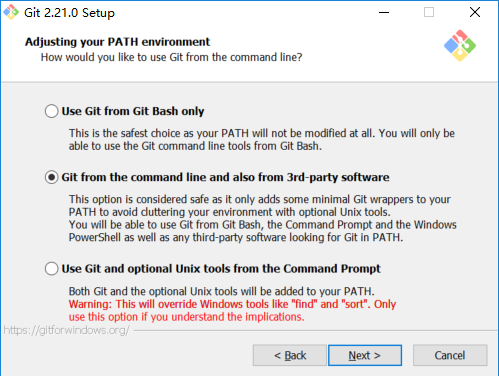 Git 2.21.0 Setup
Adjusting your PATH environment
How would you like to use Git from the command line?
Use Git from Git Bash only
This is the safest choice as your PATH will not be modified at all. You will only be
able to use the Git command line tools from Git Bash.
Git from the command line and also from 3rd-party software
This option is considered safe as it only adds some minimal Git wrappers to your
PATH to avoid cluttering your environment with optional Unix tools.
You will be able to use Git from Git Bash, the Command Prompt and the Windows
PowerShell as well as any third-party software looking for Git in PATH.
Use Git and optional Unix tools from the Command Prompt
Both Git and the optional Unix tools will be added to your PATH.
Warning: This will override Windows tools like "find" and "sort". Only
use this option if you understand the implications.
https://gitforwindows.org/
< Back
Next >
Cancel